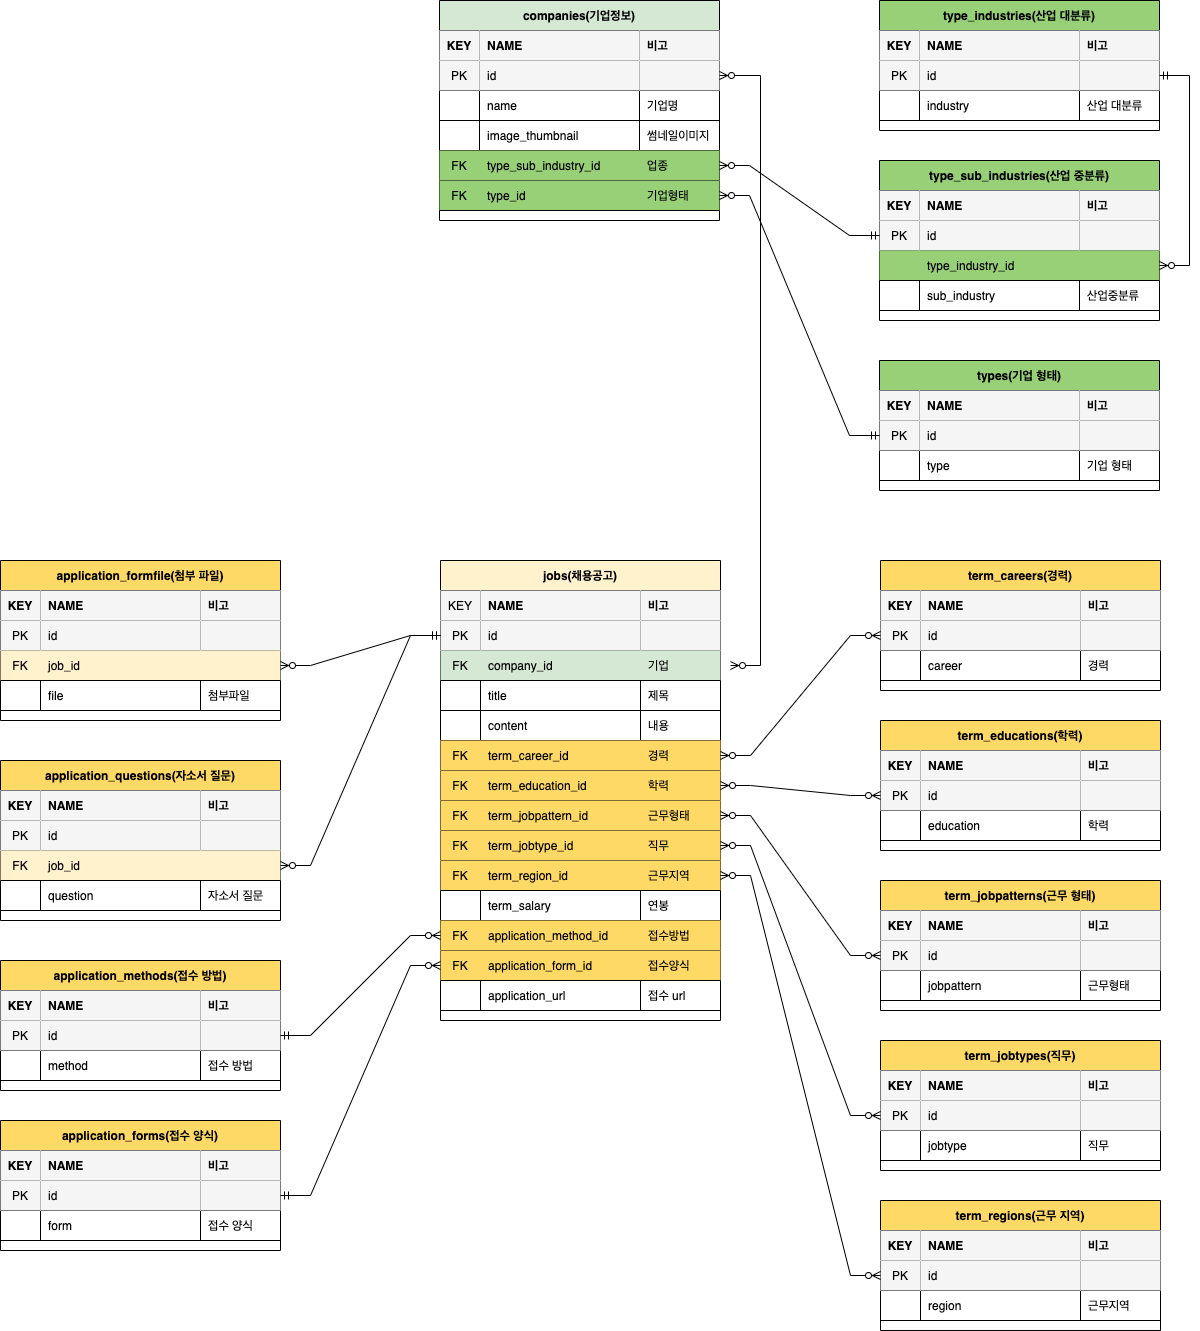 companies(기업정보)
KEY NAME 비고
PK id
name 기업명
image_thumbnail 썸네일이미지
FK type_sub_industry_id 업종
FK type_id 기업형태
type_industries(산업 대분류)
KEY NAME 비고
PK id
industry 산업 대분류
type_sub_industries(산업 중분류)
KEY NAME 비고
PK id
type_industry_id
sub_industry 산업중분류
types(기업 형태)
KEY NAME 비고
PK id
type 기업 형태
application_formfile(첨부 파일)
KEY NAME 비고
PK id
FK job_id
file 첨부파일
application_questions(자소서 질문)
KEY NAME 비고
PK id
FK job_id
question 자소서 질문
application_methods(접수 방법)
KEY NAME 비고
PK id
method 접수 방법
application_forms(접수 양식)
KEY NAME 비고
PK id
form 접수 양식
jobs(채용공고)
KEY NAME 비고
PK id
FK company_id 기업
title 제목
content 내용
FK term_career_id 경력
FK term_education_id 학력
FK term_jobpattern_id 근무형태
FK term_jobtype_id 직무
FK term_region_id 근무지역
term_salary 연봉
FK application_method_id 접수방법
FK application_form_id 접수양식
application_url 접수 url
term_careers(경력)
KEY NAME 비고
PK id
career 경력
term_educations(학력)
KEY NAME 비고
PK id
education 학력
term_jobpatterns(근무 형태)
KEY NAME 비고
PK id
jobpattern 근무형태
term_jobtypes(직무)
KEY NAME 비고
PK id
jobtype 직무
term_regions(근무 지역)
KEY NAME 비고
PK id
region 근무지역